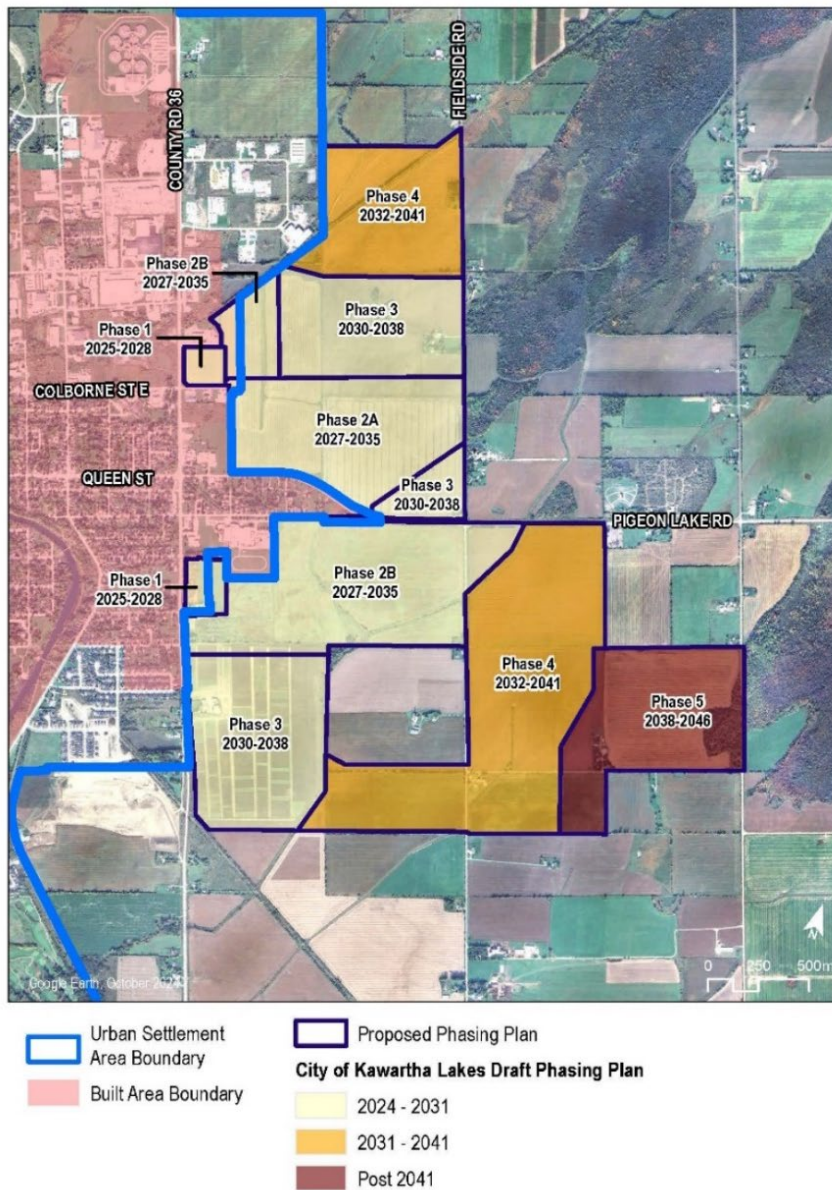 COUNTY RD 36
FIELDSIDE RD
Phase 4
2032-2041
Phase 2B
2027-2035
Phase 3
2030-2038
Phase 1
2025-2028
COLBORNE ST E
Phase 2A
2027-2035
QUEEN ST
Phase 3
2030-2038
PIGEON LAKE RD
Phase 1
2025-2028
Phase 2B
2027-2035
Phase 4
2032-2041
Phase 5
2038-2046
Phase 3
2030-2038
N
0 250 500m
Google Earth, October 2024
Urban Settlement
Area Boundary
Built Area Boundary
Proposed Phasing Plan
City of Kawartha Lakes Draft Phasing Plan
2024 - 2031
2031 - 2041
Post 2041